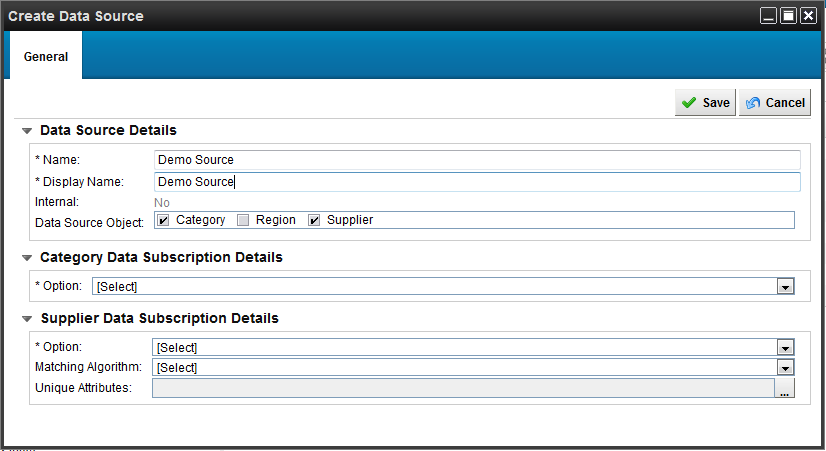 Create Data Source
General
Save Cancel
Data Source Details
* Name: Demo Source
* Display Name: Demo Source
Internal: No
Data Source Object: Category Region Supplier
Category Data Subscription Details
* Option: [Select]
Supplier Data Subscription Details
* Option: [Select]
Matching Algorithm: [Select]
Unique Attributes: ...